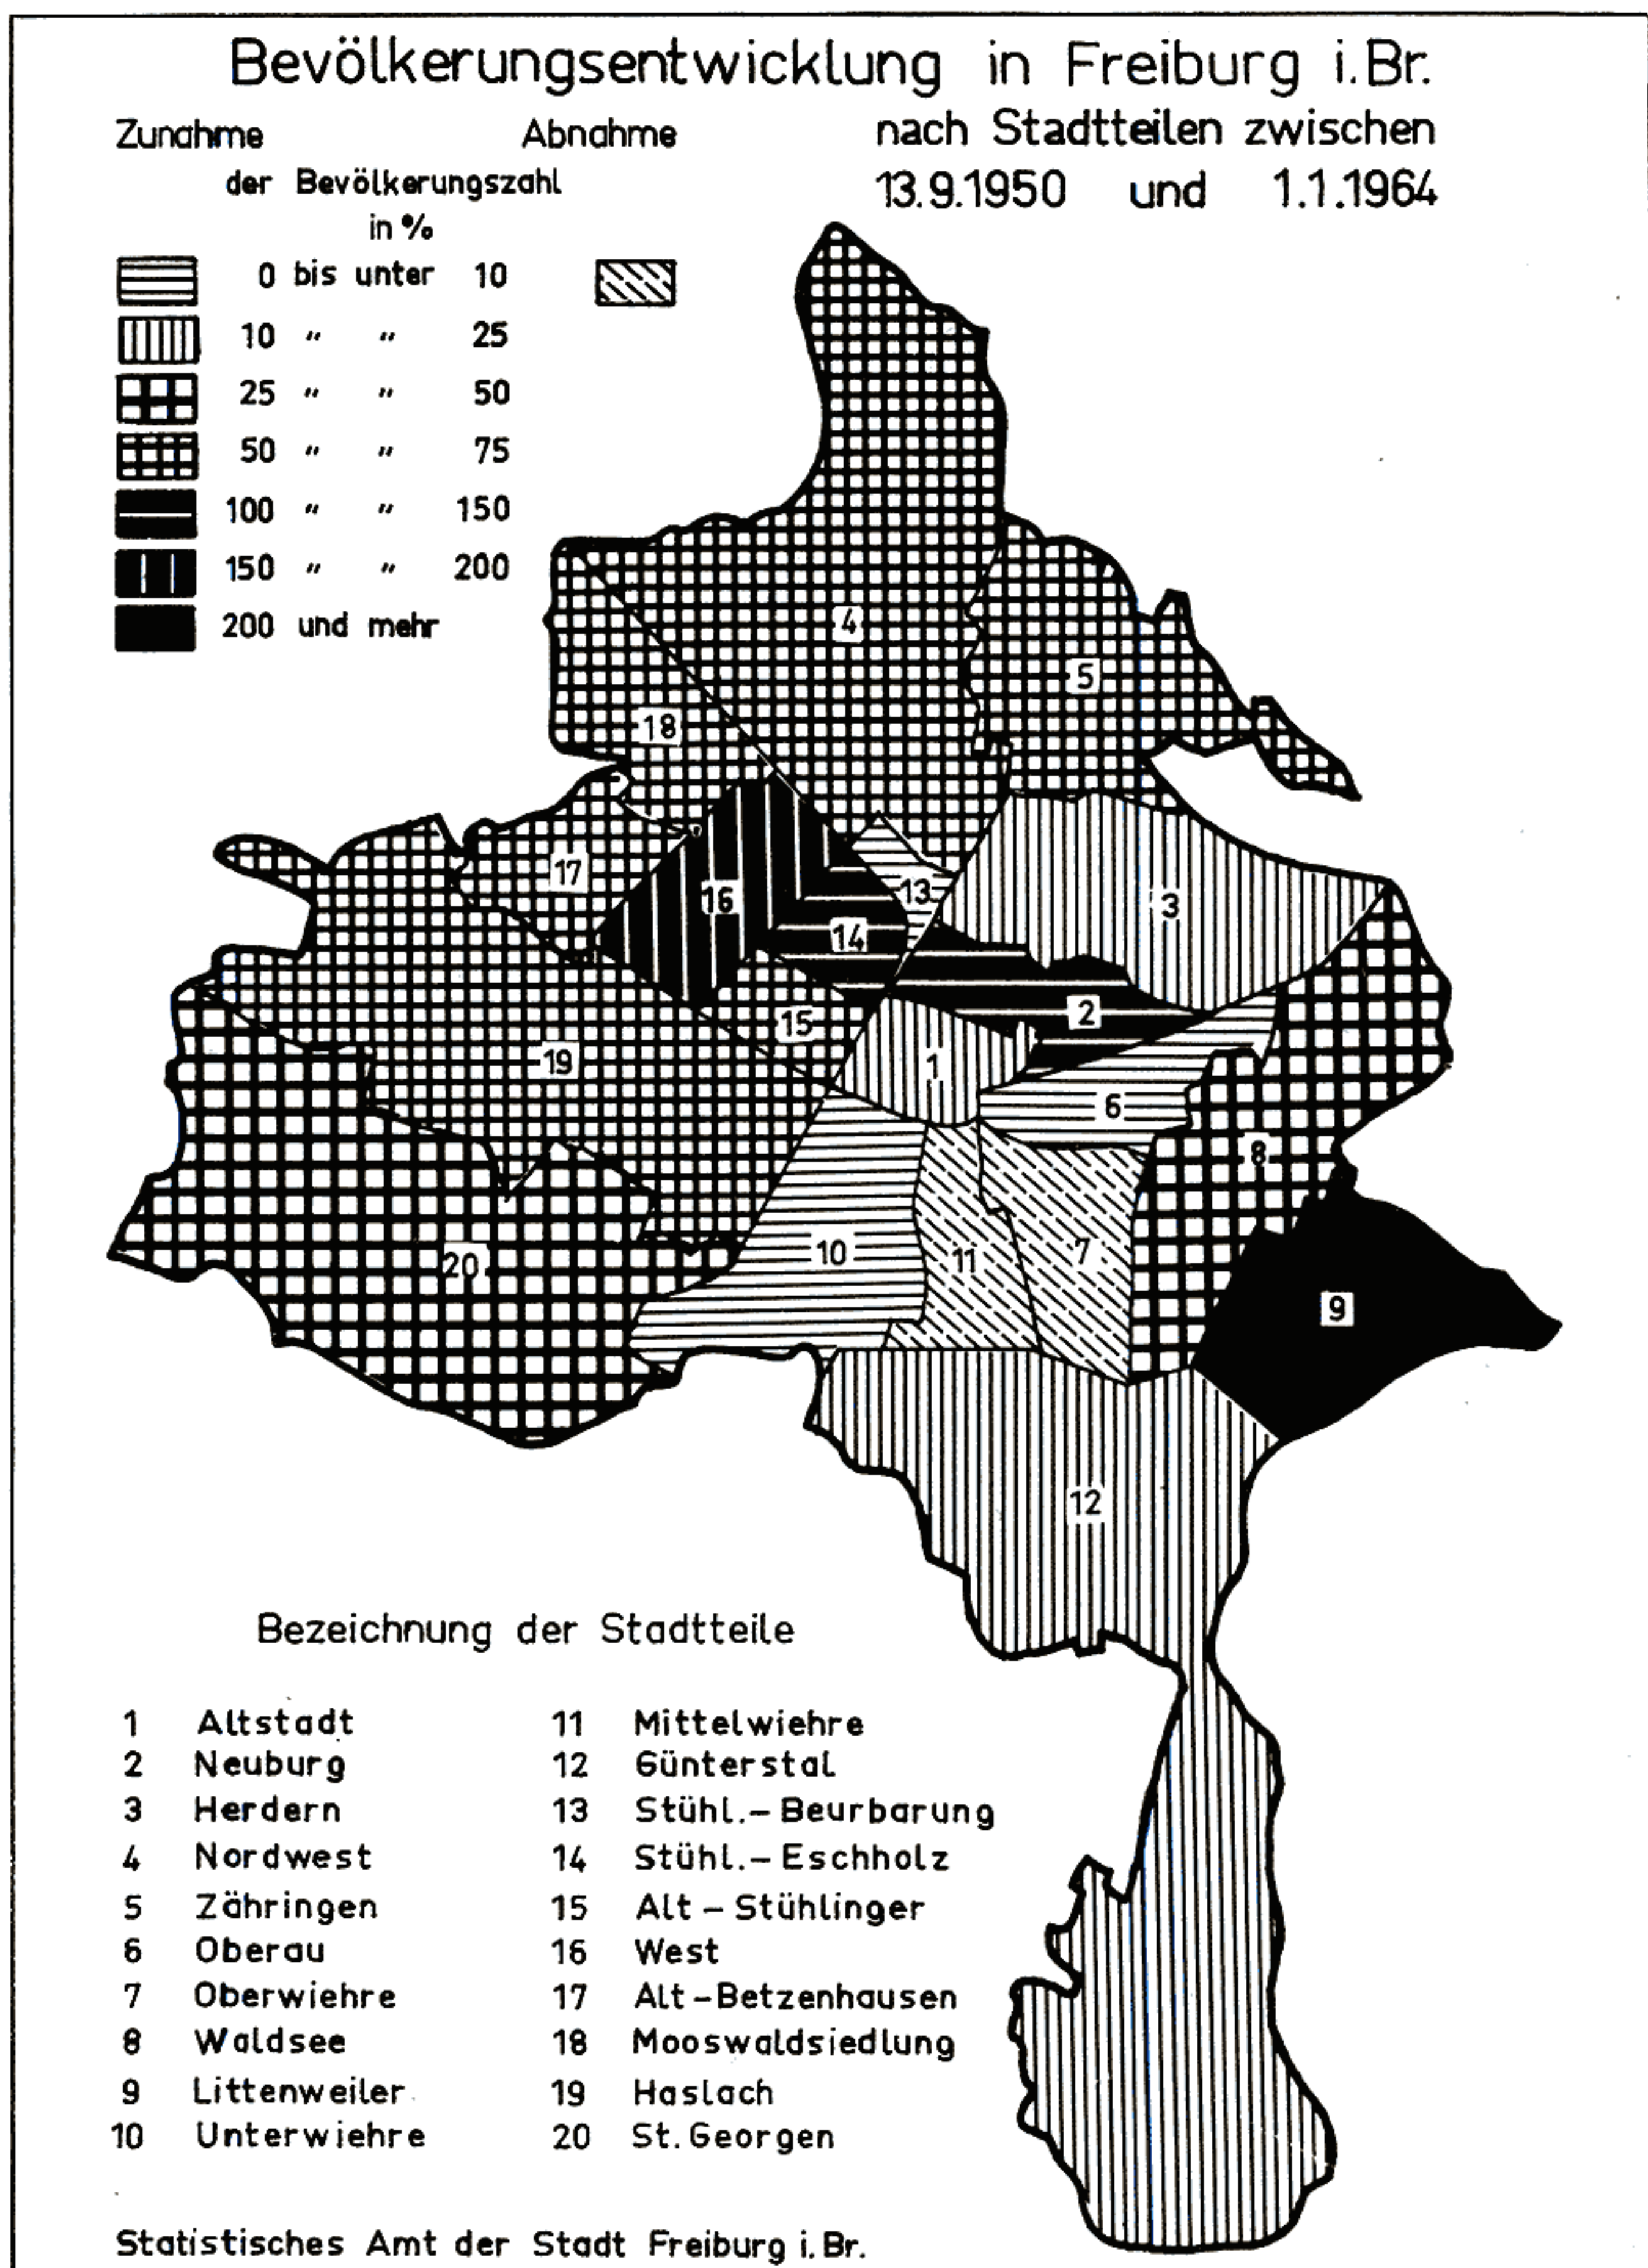 Bevölkerungsentwicklung in Freiburg i.Br.
nach Stadtteilen zwischen
13.9.1950 und 1.1.1964
Zunahme Abnahme
der Bevölkerungszahl
in %
0 bis unter 10
10 " " 25
25 " " 50
50 " " 75
100 " " 150
150 " " 200
200 und mehr
4
5
18
17
16
13
3
14
2
15
19
1
6
8
20
10
11
7
9
12
Bezeichnung der Stadtteile
1 Altstadt
2 Neuburg
3 Herdern
4 Nordwest
5 Zähringen
6 Oberau
7 Oberwiehre
8 Waldsee
9 Littenweiler
10 Unterwiehre
11 Mittelwiehre
12 Günterstal
13 Stühl.- Beurbarung
14 Stühl.- Eschholz
15 Alt - Stühlinger
16 West
17 Alt-Betzenhausen
18 Mooswaldsiedlung
19 Haslach
20 St. Georgen
Statistisches Amt der Stadt Freiburg i. Br.